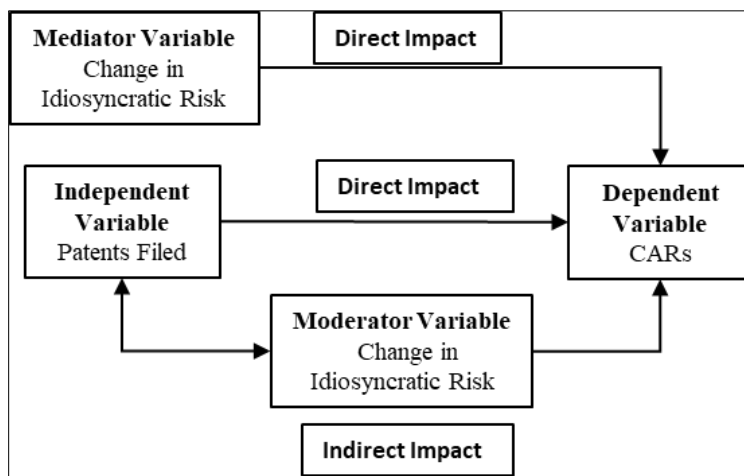 Mediator Variable
Change in
Idiosyncratic Risk
Direct Impact
Independent
Variable
Patents Filed
Direct Impact
Dependent
Variable
CARs
Moderator Variable
Change in
Idiosyncratic Risk
Indirect Impact